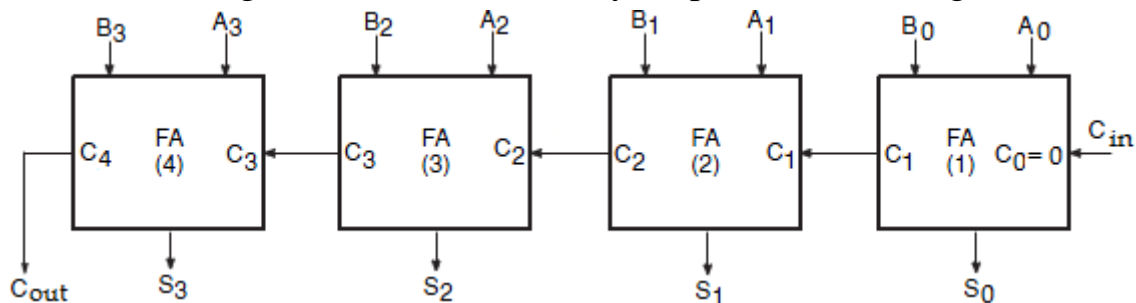 B3 A3 B2 A2 B1 A1 B0 A0
FA FA FA FA Cin
C4 (4) C3 C3 (3) C2 C2 (2) C1 C1 (1) C0 = 0
Cout S3 S2 S1 S0